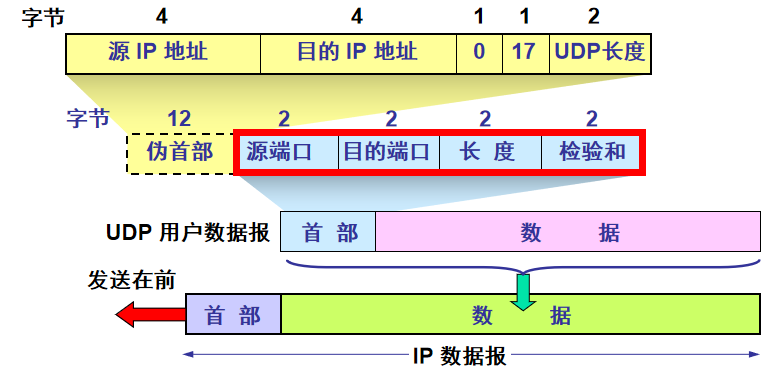 字节 4 4 1 1 2
源 IP 地址 目的 IP 地址 0 17 UDP长度
字节 12 2 2 2 2
伪首部 源端口 目的端口 长 度 检验和
UDP 用户数据报 首 部 数 据
发送在前
首 部 数 据
IP 数据报